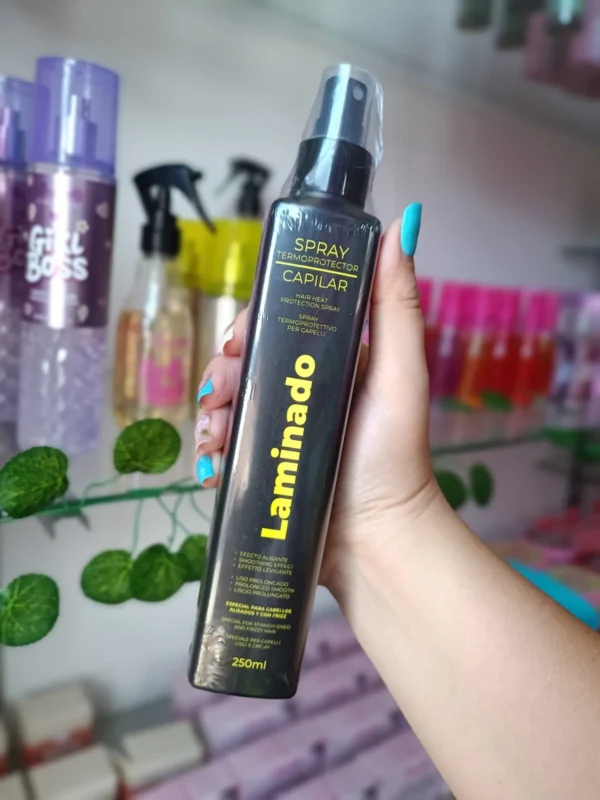 SPRAY
TERMOPROTECTOR
CAPILAR
HAIR HEAT
PROTECTION SPRAY
SPRAY
TERMOPROTETTIVO
PER CAPELLI
Laminado
• EFECTO ALISANTE
• SMOOTHING EFFECT
• EFFETTO LEVIGANTE
• USO PROLONGADO
• PROLONGED SMOOTH
• LISCIO PROLUNGATO
ESPECIAL PARA CABELLOS
ALISADOS Y CON FRIZZ
SPECIAL FOR STRAIGHTENED
AND FRIZZY HAIR
SPECIALE PER CAPELLI
LISCI E CRESPI
250ml
GIRL
BOSS